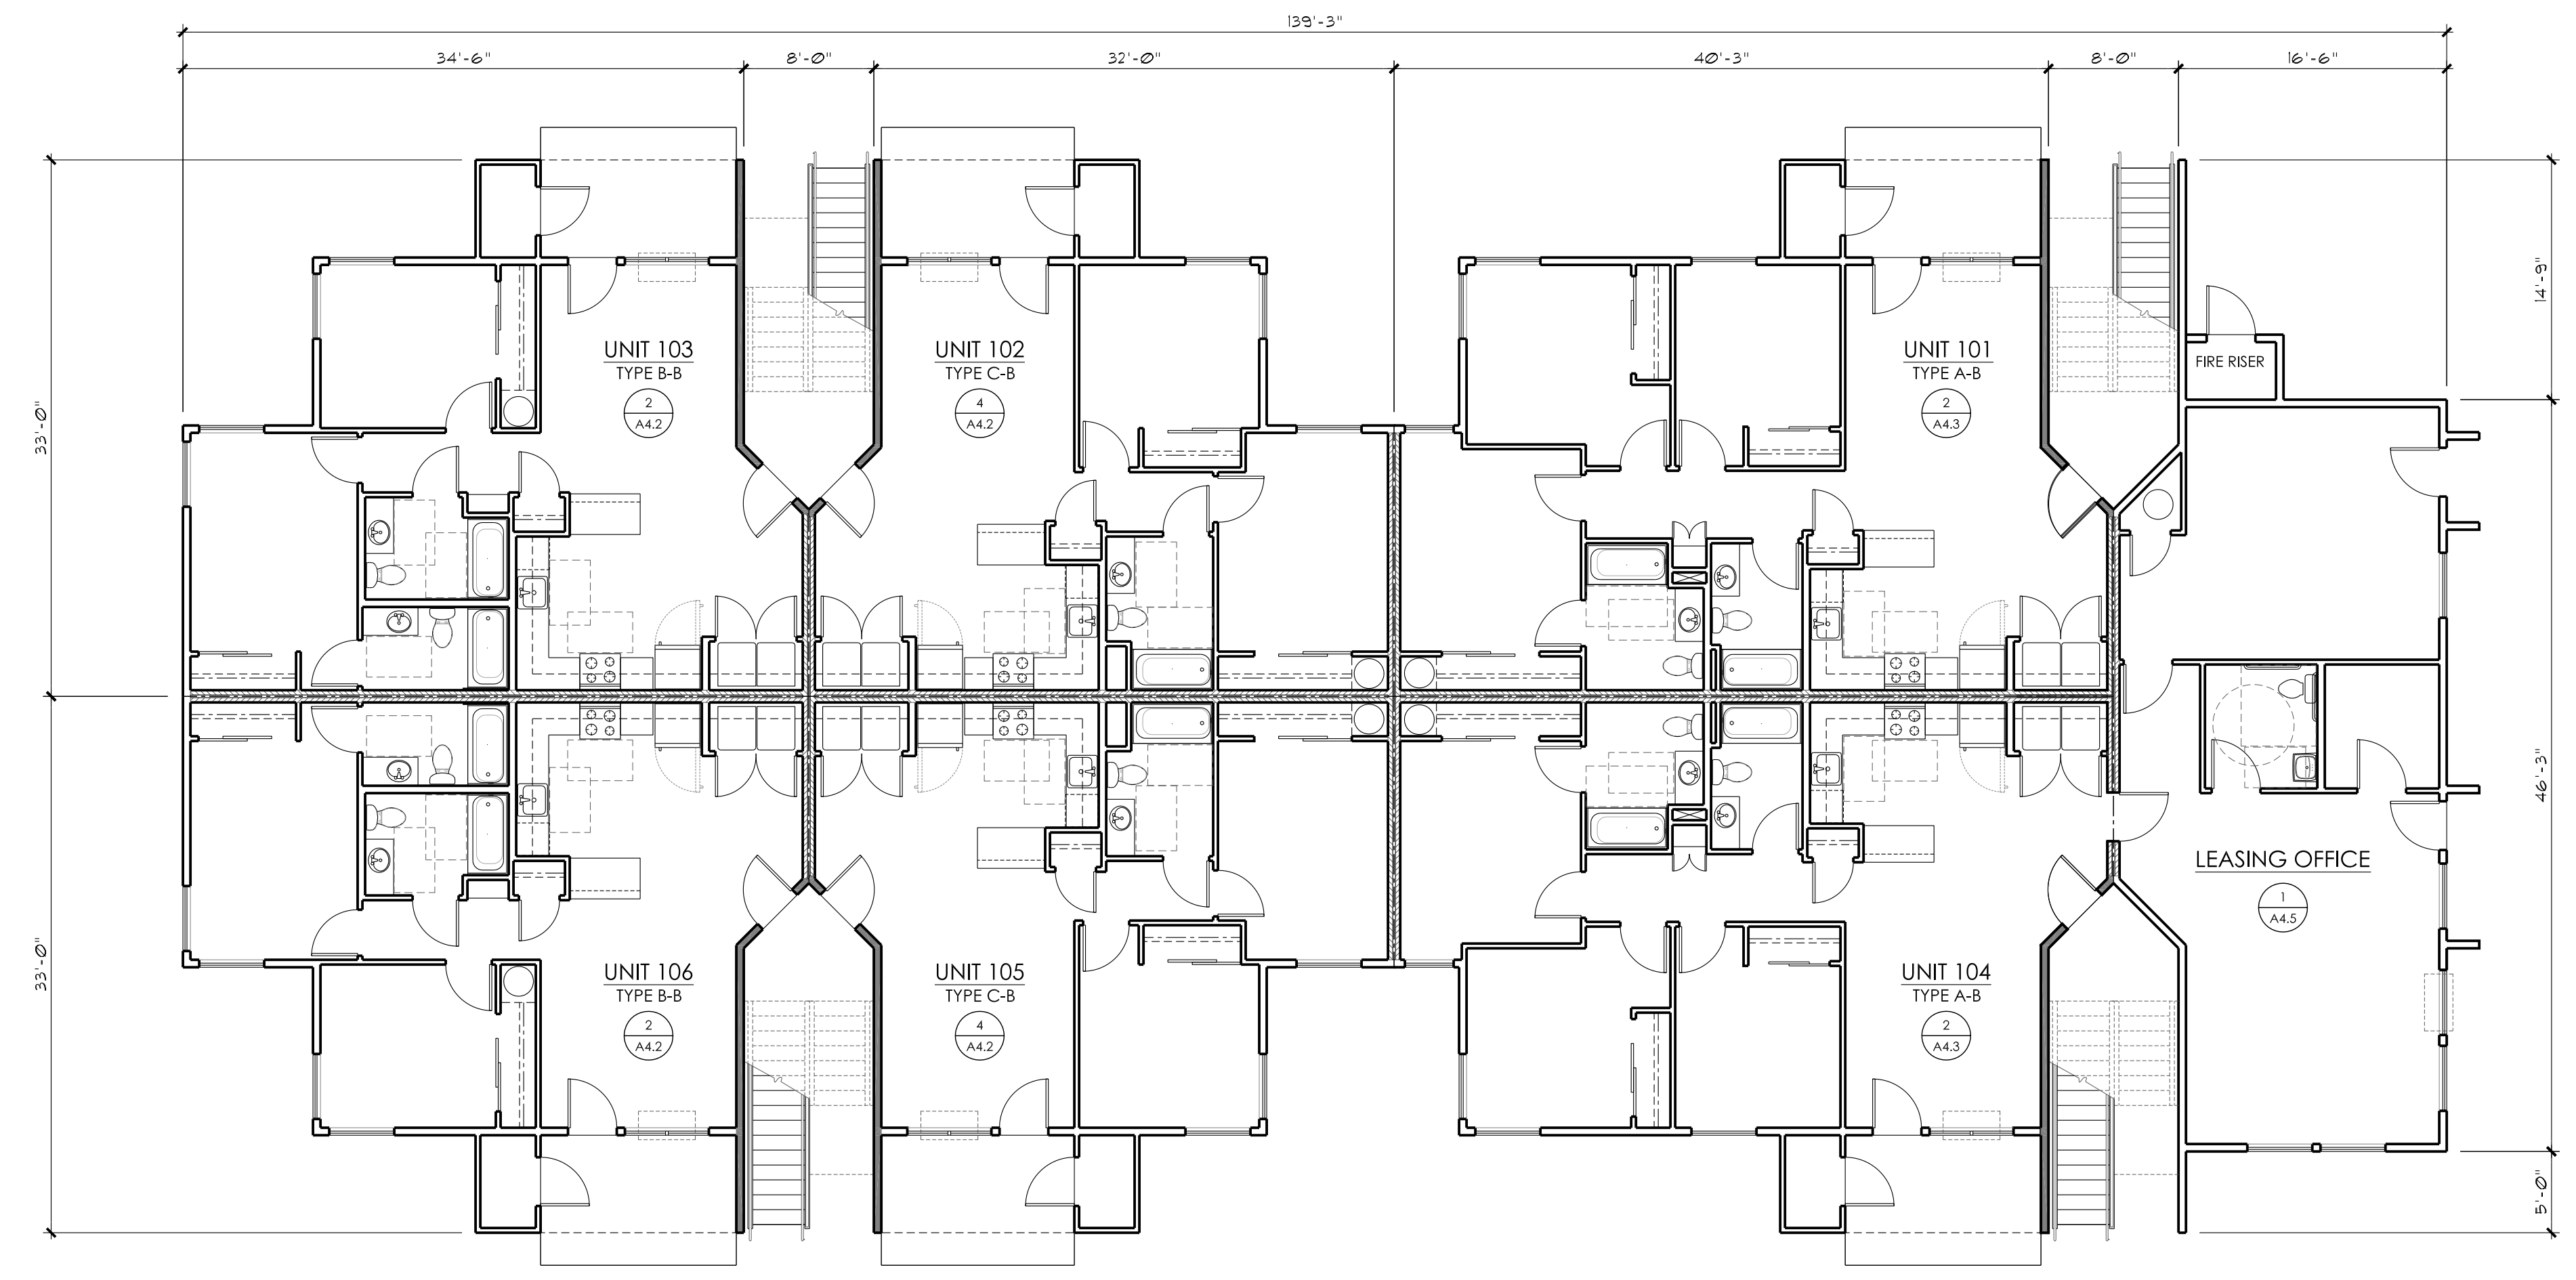 139'-3"
34'-6"
8'-0"
32'-0"
40'-3"
8'-0"
16'-6"
33'-0"
14'-9"
UNIT 103
TYPE B-B
2
A4.2
UNIT 102
TYPE C-B
4
A4.2
UNIT 101
TYPE A-B
2
A4.3
FIRE RISER
33'-0"
46'-3"
LEASING OFFICE
1
A4.5
UNIT 106
TYPE B-B
2
A4.2
UNIT 105
TYPE C-B
4
A4.2
UNIT 104
TYPE A-B
2
A4.3
5'-0"